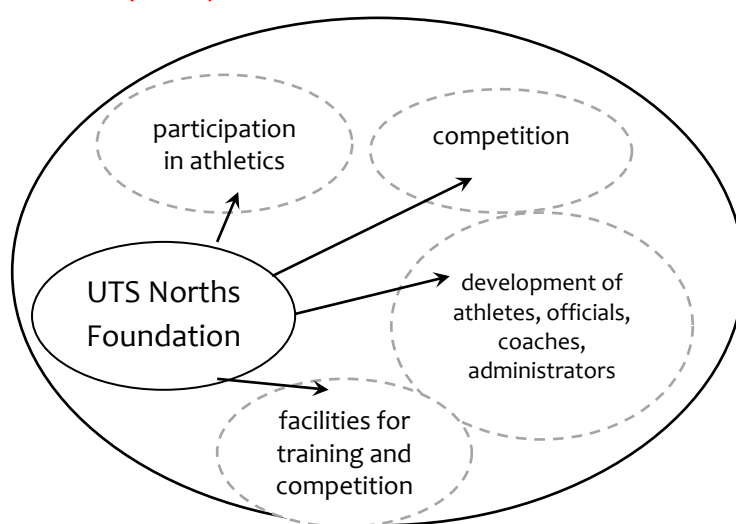 participation
in athletics
competition
UTS Norths
Foundation
development of
athletes, officials,
coaches,
administrators
facilities for
training and
competition